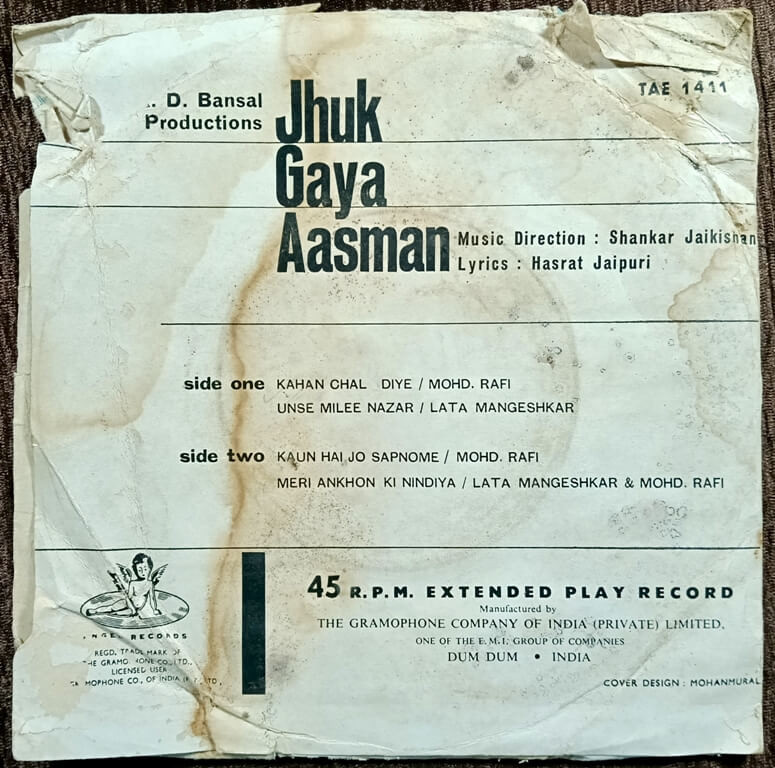 . D. Bansal
Productions
Jhuk
Gaya
Aasman
TAE 1411
Music Direction : Shankar Jaikishan
Lyrics : Hasrat Jaipuri
side one KAHAN CHAL DIYE / MOHD. RAFI
UNSE MILEE NAZAR / LATA MANGESHKAR
side two KAUN HAI JO SAPNOME / MOHD. RAFI
MERI ANKHON KI NINDIYA / LATA MANGESHKAR & MOHD. RAFI
RECORDS
REGD. MARK OF
LICENSED USER
CO., OF INDIA
45 R.P.M. EXTENDED PLAY RECORD
Manufactured by
THE GRAMOPHONE COMPANY OF INDIA (PRIVATE) LIMITED.
ONE OF THE E.M.I. GROUP OF COMPANIES
DUM DUM • INDIA
COVER DESIGN : MOHANMURAL